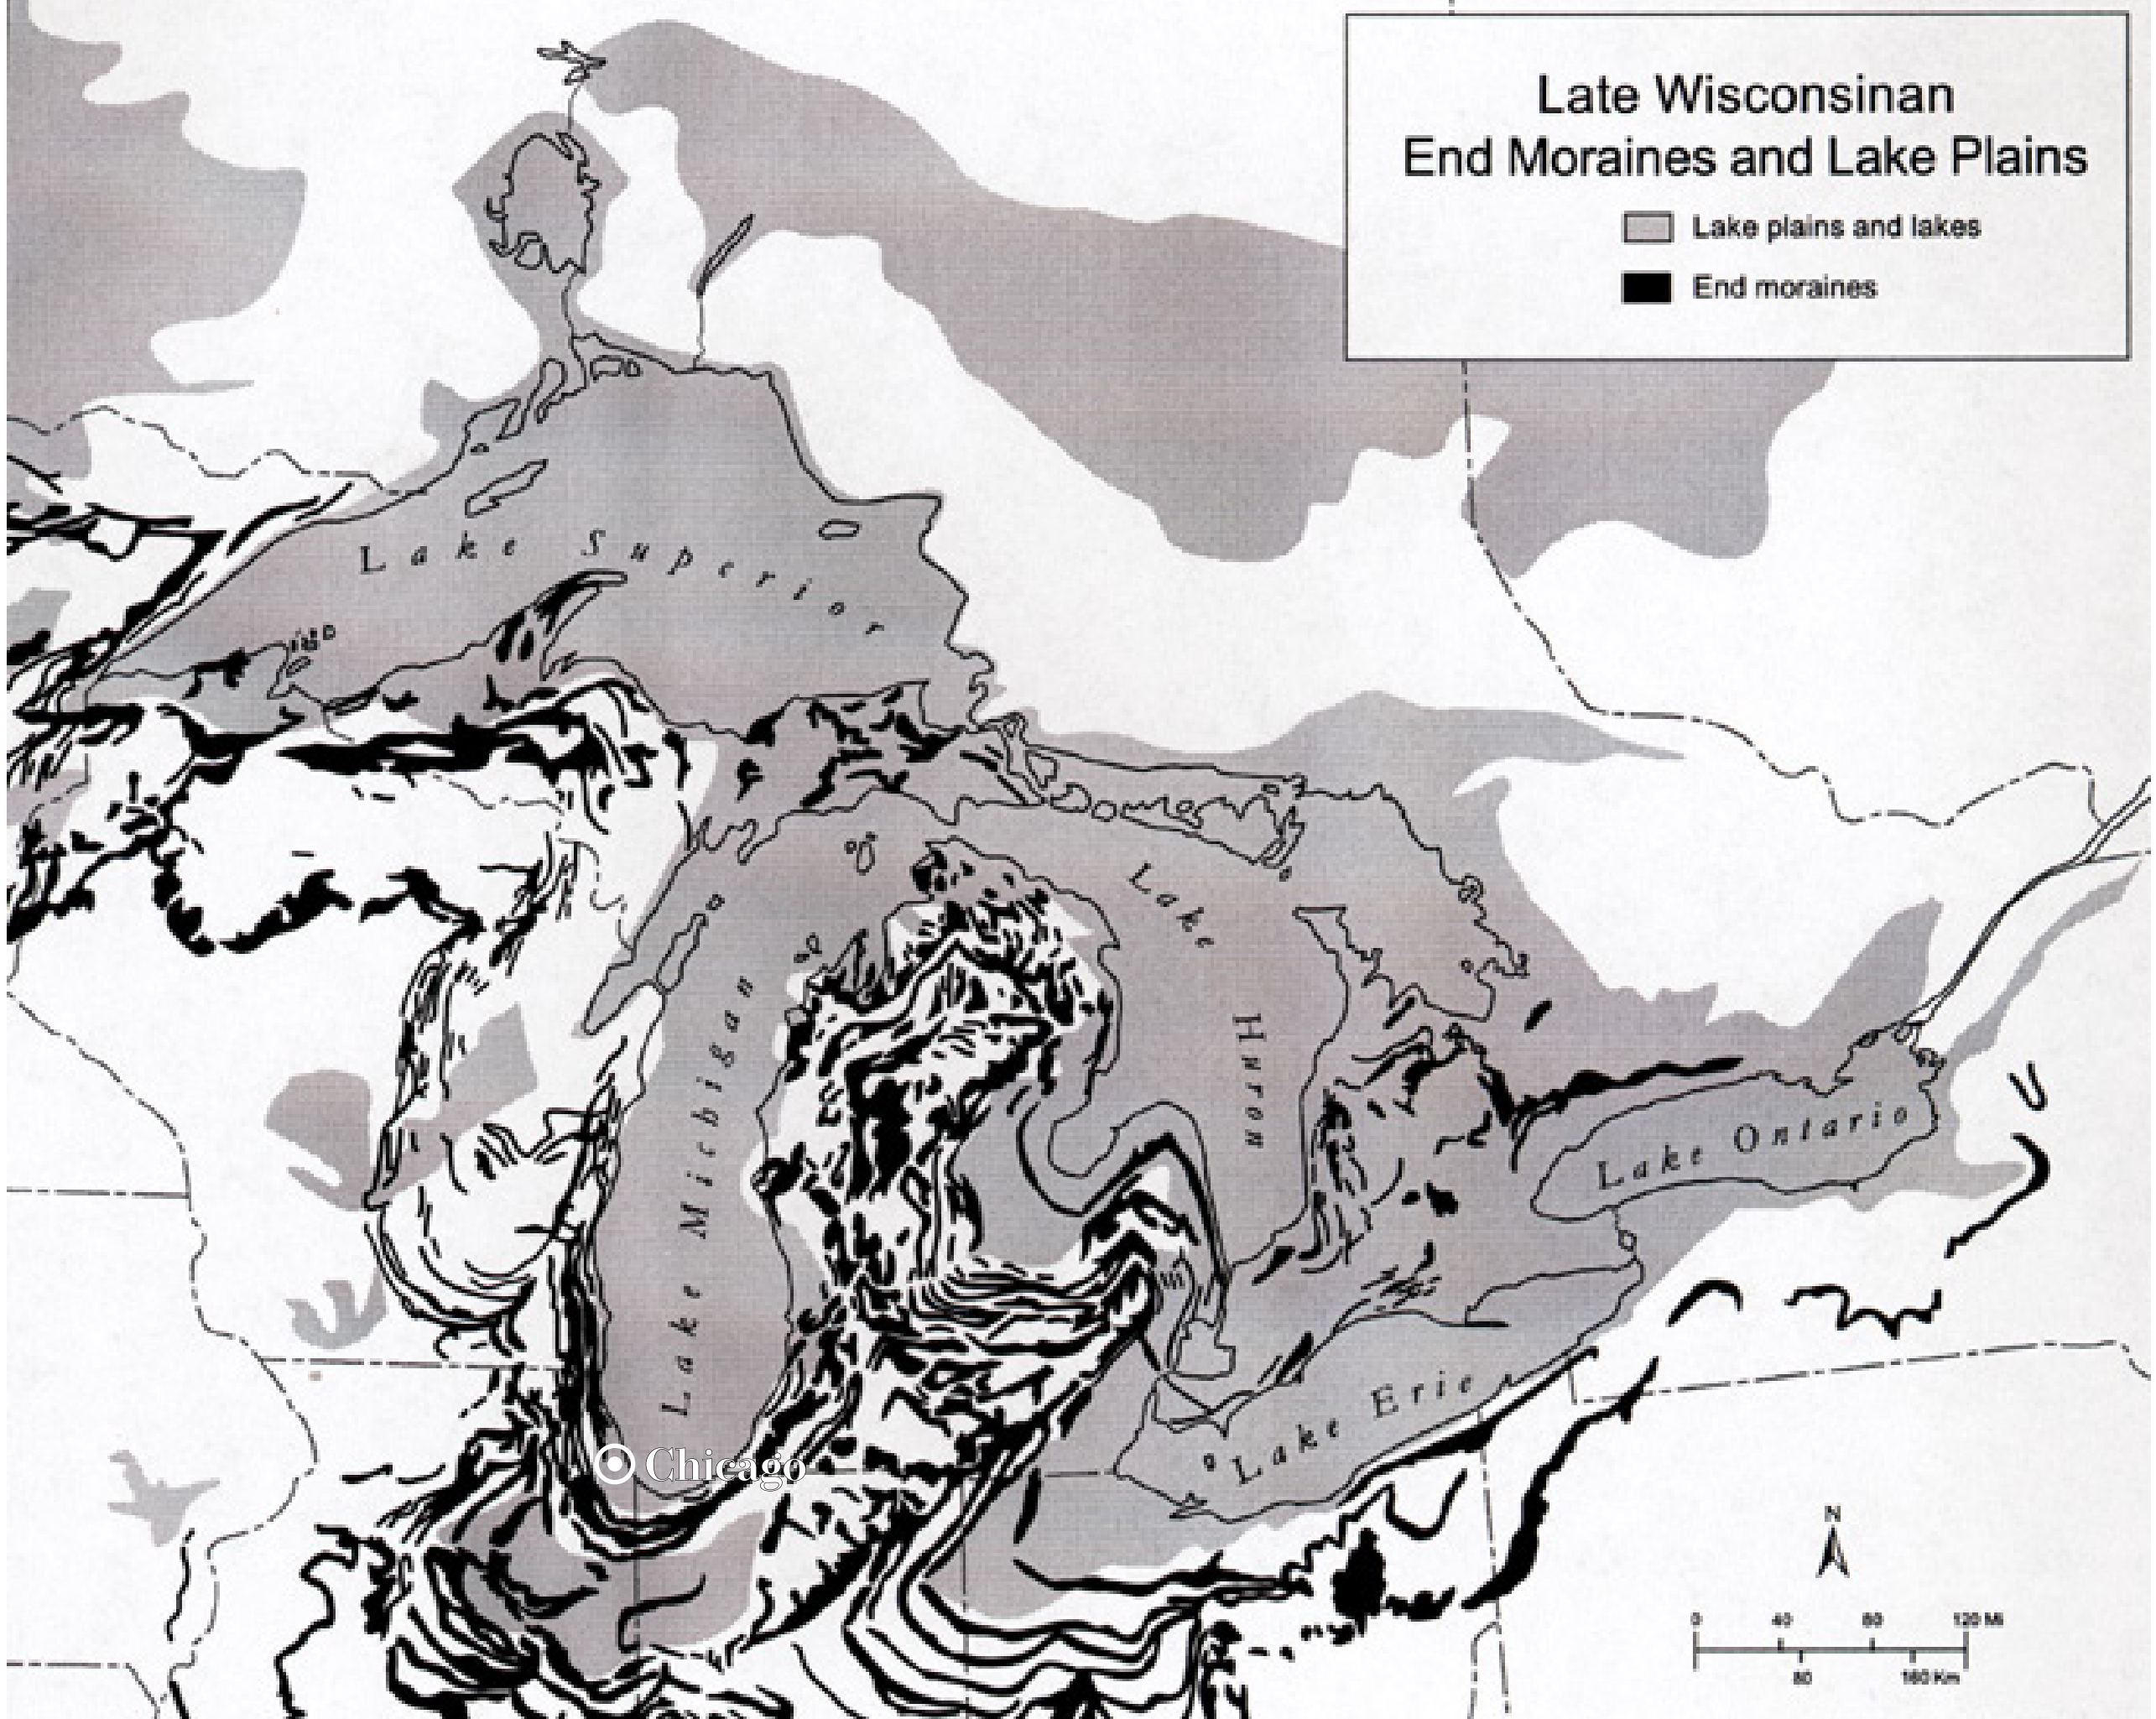 Late Wisconsinan
End Moraines and Lake Plains
Lake plains and lakes
End moraines
Lake Superior
Lake Huron
Lake Michigan
Lake Ontario
Lake Erie
Chicago
N
0 40 80 120 Mi
80 160 Km